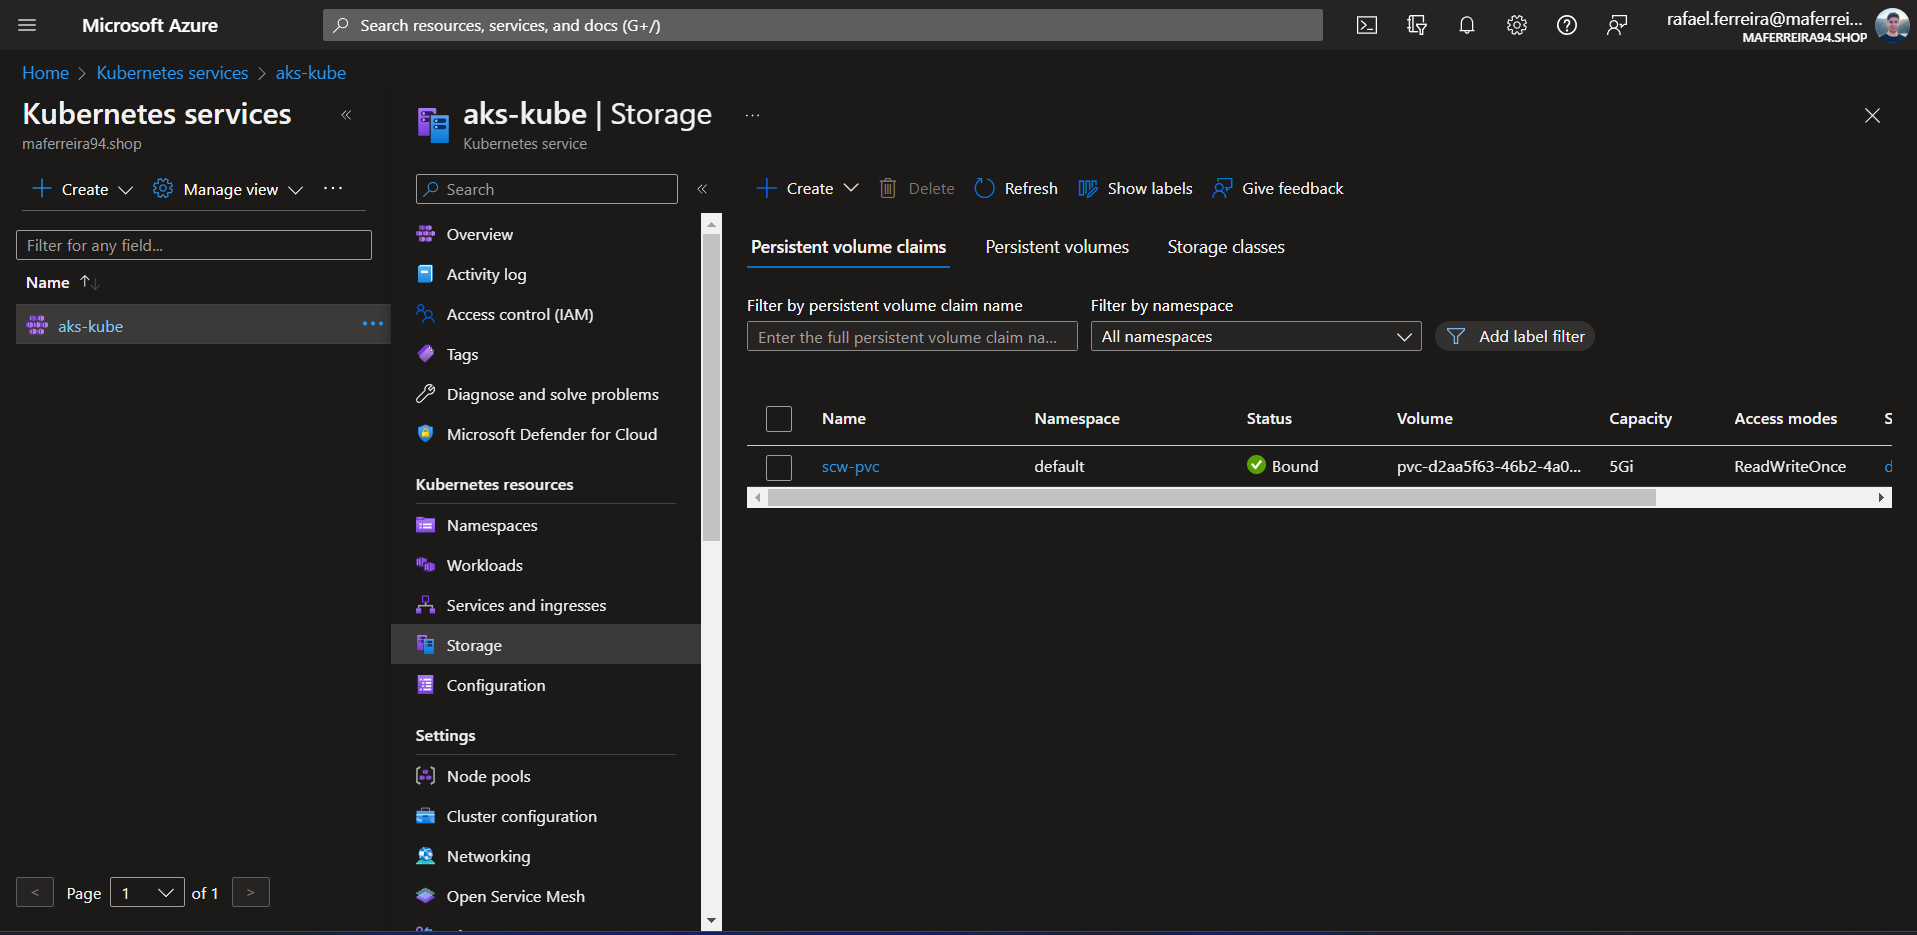 Microsoft Azure
Search resources, services, and docs (G+/)
rafael.ferreira@maferrei...
MAFERREIRA94.SHOP
Home > Kubernetes services > aks-kube
Kubernetes services «
maferreira94.shop
Create
Manage view
...
Filter for any field...
Name ↑↓
aks-kube ...
< Page 1 of 1 >
aks-kube | Storage ...
Kubernetes service
Search «
Overview
Activity log
Access control (IAM)
Tags
Diagnose and solve problems
Microsoft Defender for Cloud
Kubernetes resources
Namespaces
Workloads
Services and ingresses
Storage
Configuration
Settings
Node pools
Cluster configuration
Networking
Open Service Mesh
Create
Delete
Refresh
Show labels
Give feedback
Persistent volume claims
Persistent volumes
Storage classes
Filter by persistent volume claim name
Enter the full persistent volume claim na...
Filter by namespace
All namespaces
Add label filter
Name Namespace Status Volume Capacity Access modes S
scw-pvc default Bound pvc-d2aa5f63-46b2-4a0... 5Gi ReadWriteOnce d